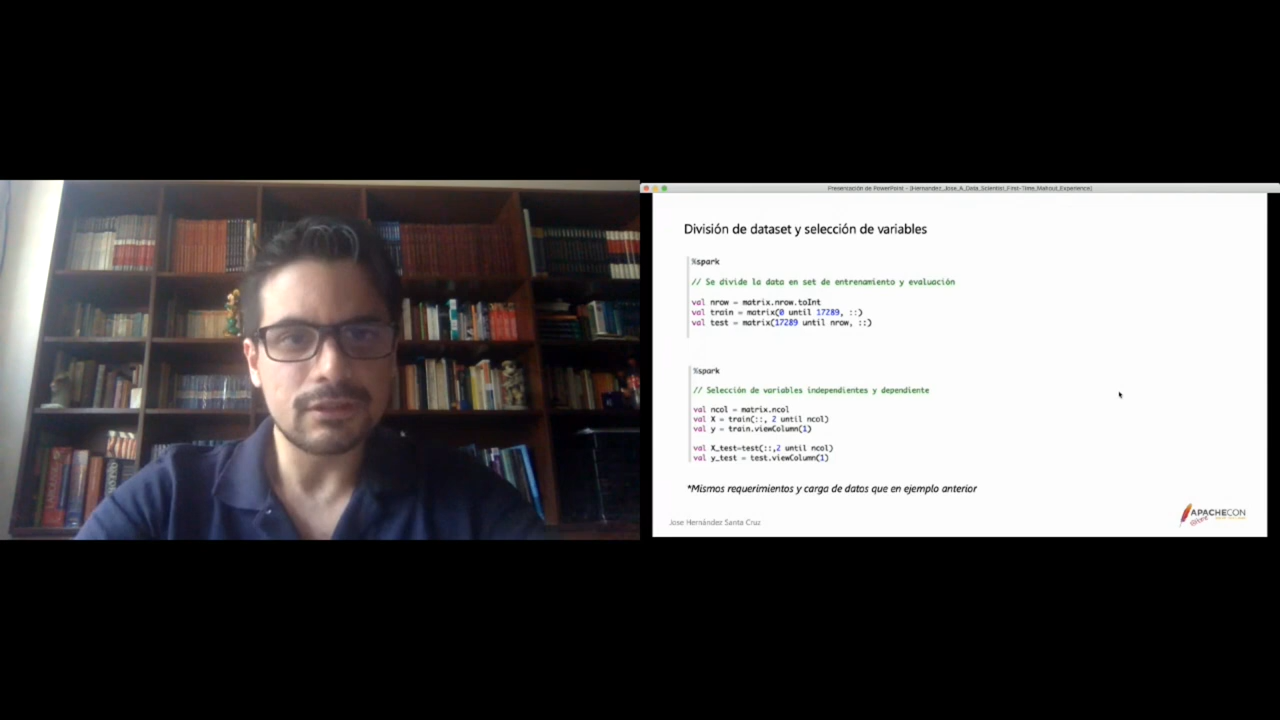 Presentación de PowerPoint - [Hernandez_Jose_A_Data_Scientist_First-Time_Mahout_Experience]
División de dataset y selección de variables
%spark
// Se divide la data en set de entrenamiento y evaluación
val nrow = matrix.nrow.toInt
val train = matrix(0 until 17289, ::)
val test = matrix(17289 until nrow, ::)
%spark
// Selección de variables independientes y dependiente
val ncol = matrix.ncol
val X = train(::, 2 until ncol)
val y = train.viewColumn(1)
val X_test=test(::,2 until ncol)
val y_test = test.viewColumn(1)
*Mismos requerimientos y carga de datos que en ejemplo anterior
Jose Hernández Santa Cruz
APACHECON
@Home